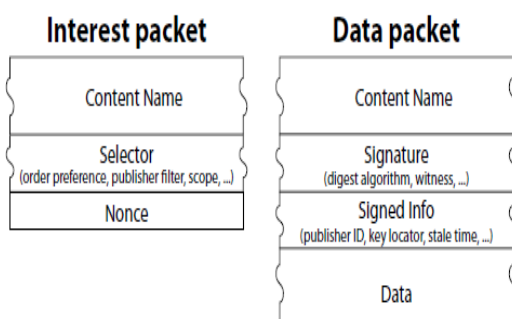 Interest packet
Content Name
Selector
(order preference, publisher filter, scope, ...)
Nonce
Data packet
Content Name
Signature
(digest algorithm, witness, ...)
Signed Info
(publisher ID, key locator, stale time, ...)
Data